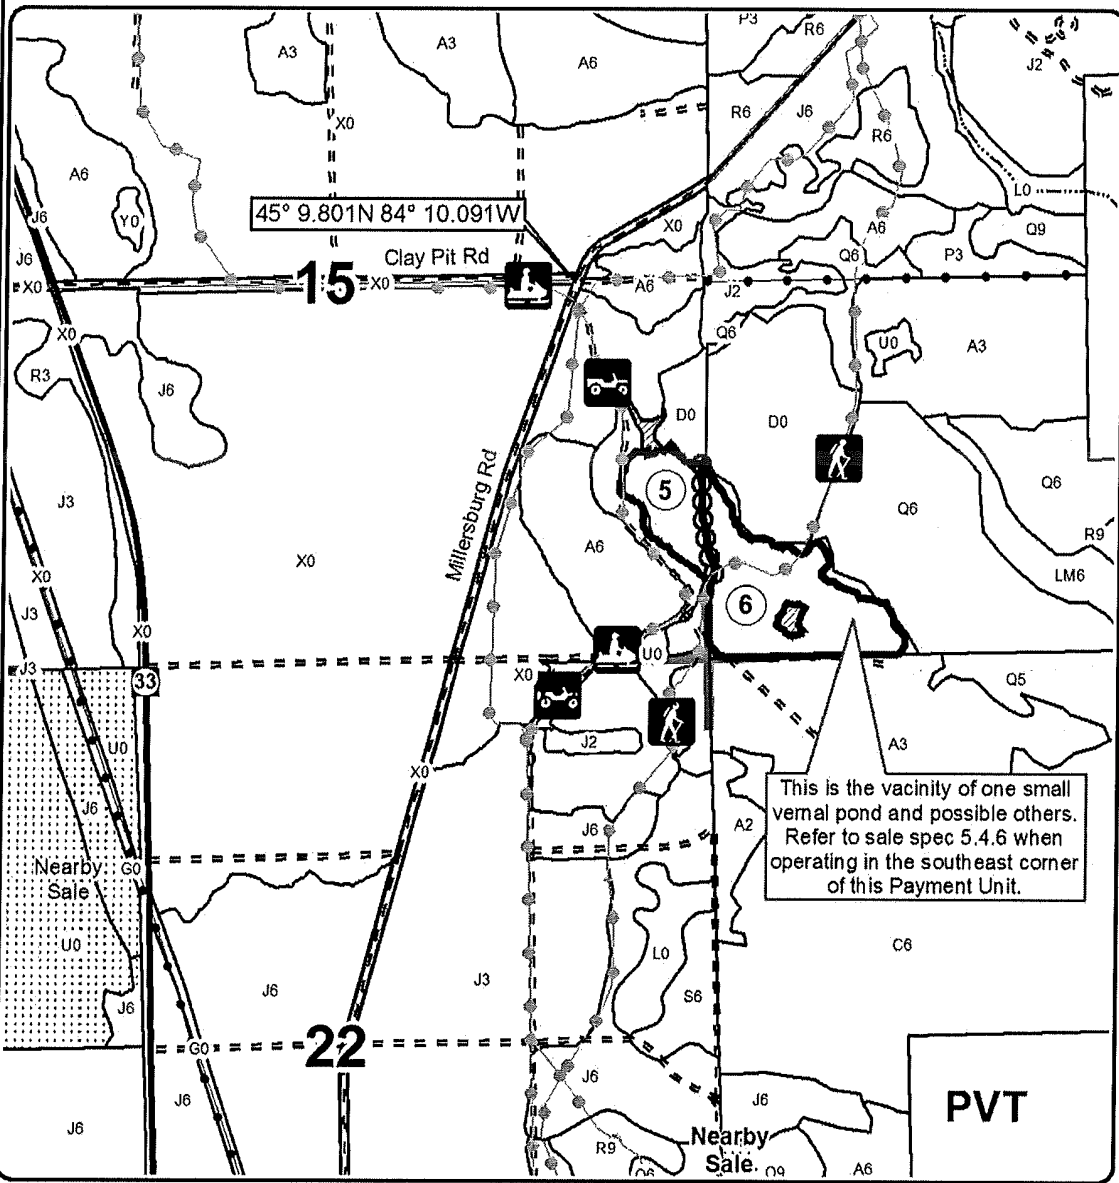 P3
R6
A3
A3
A6
J2
X0
R6
J6
R6
A6
Y0
L0
J6
45° 9.801N 84° 10.091W
X0
A6
Q9
J6
Clay Pit Rd
Q6
P3
X0
15
X0
A6
J2
X0
Q6
U0
A3
R3
J6
D0
D0
J3
Millersburg Rd
5
Q6
Q6
A6
R9
X0
X0
LM6
J3
6
X0
J3
U0
33
X0
Q5
U0
J2
A3
X0
This is the vacinity of one small
vernal pond and possible others.
Refer to sale spec 5.4.6 when
operating in the southeast corner
of this Payment Unit.
J6
J6
A2
Nearby
Sale
G0
U0
L0
C6
J6
J3
S6
J6
22
G0
J6
J6
J6
PVT
J6
R9
Nearby
Sale
Q6
Q9
A6